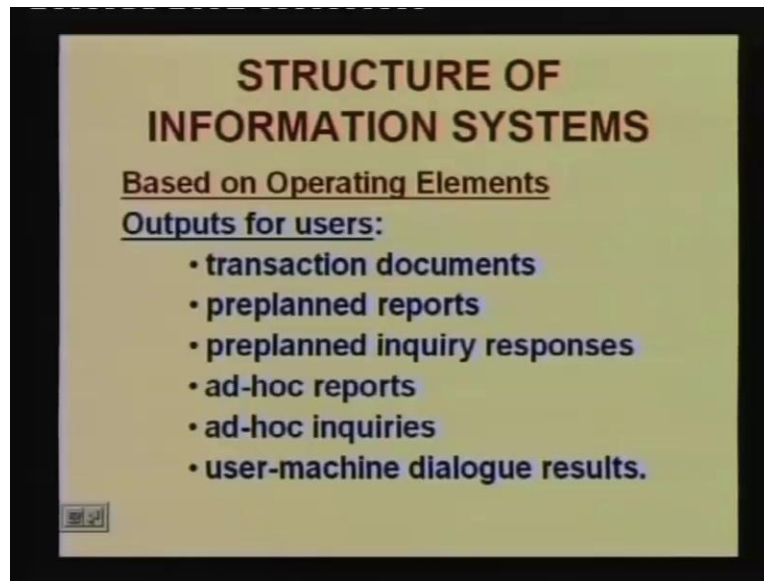 STRUCTURE OF
INFORMATION SYSTEMS
Based on Operating Elements
Outputs for users:
• transaction documents
• preplanned reports
• preplanned inquiry responses
• ad-hoc reports
• ad-hoc inquiries
• user-machine dialogue results.